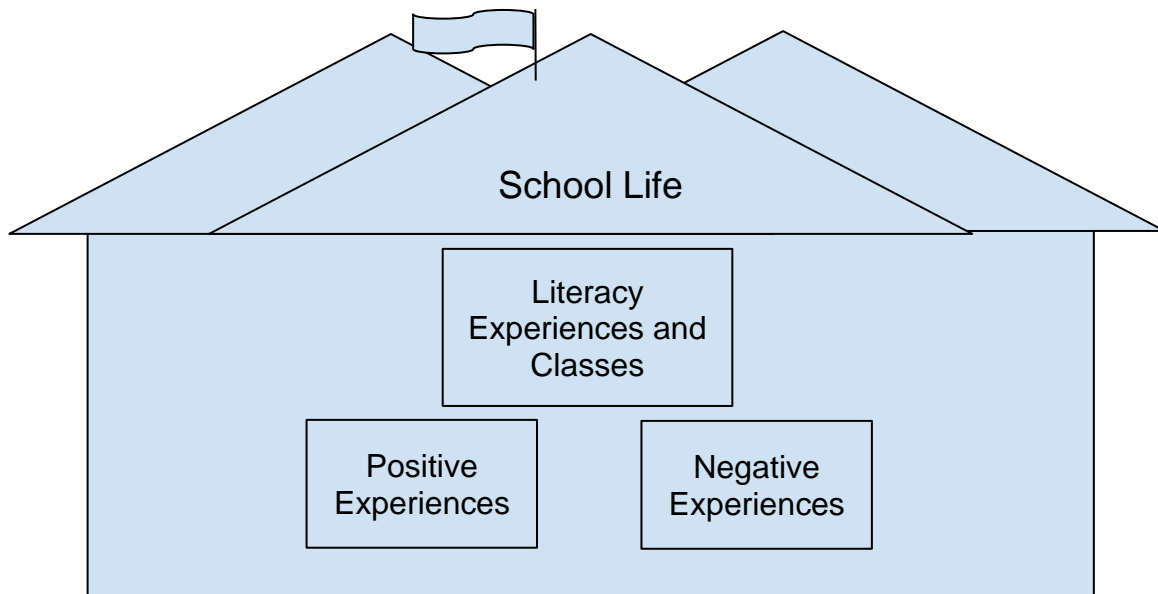 School Life
Literacy
Experiences and
Classes
Positive
Experiences
Negative
Experiences